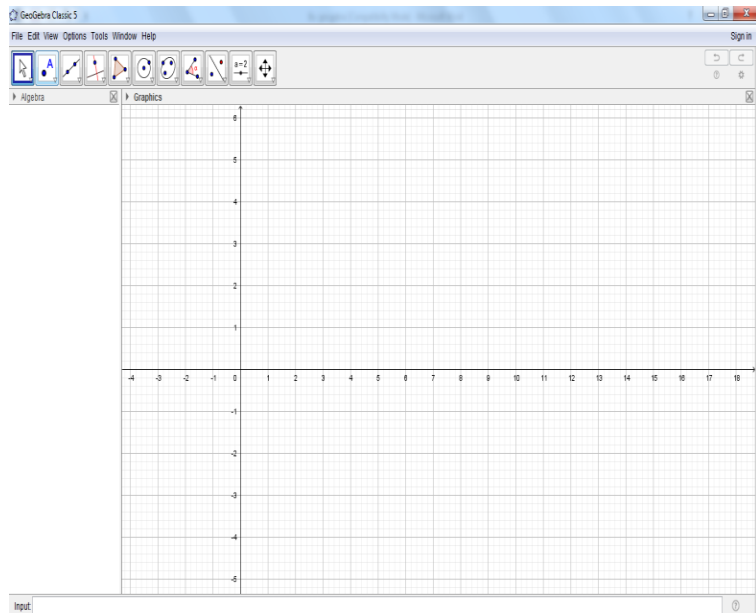 GeoGebra Classic 5
File Edit View Options Tools Window Help Sign in
A a=2
Algebra Graphics
6
5
4
3
2
1
-4 -3 -2 -1 0 1 2 3 4 5 6 7 8 9 10 11 12 13 14 15 16 17 18
-1
-2
-3
-4
-5
Input: